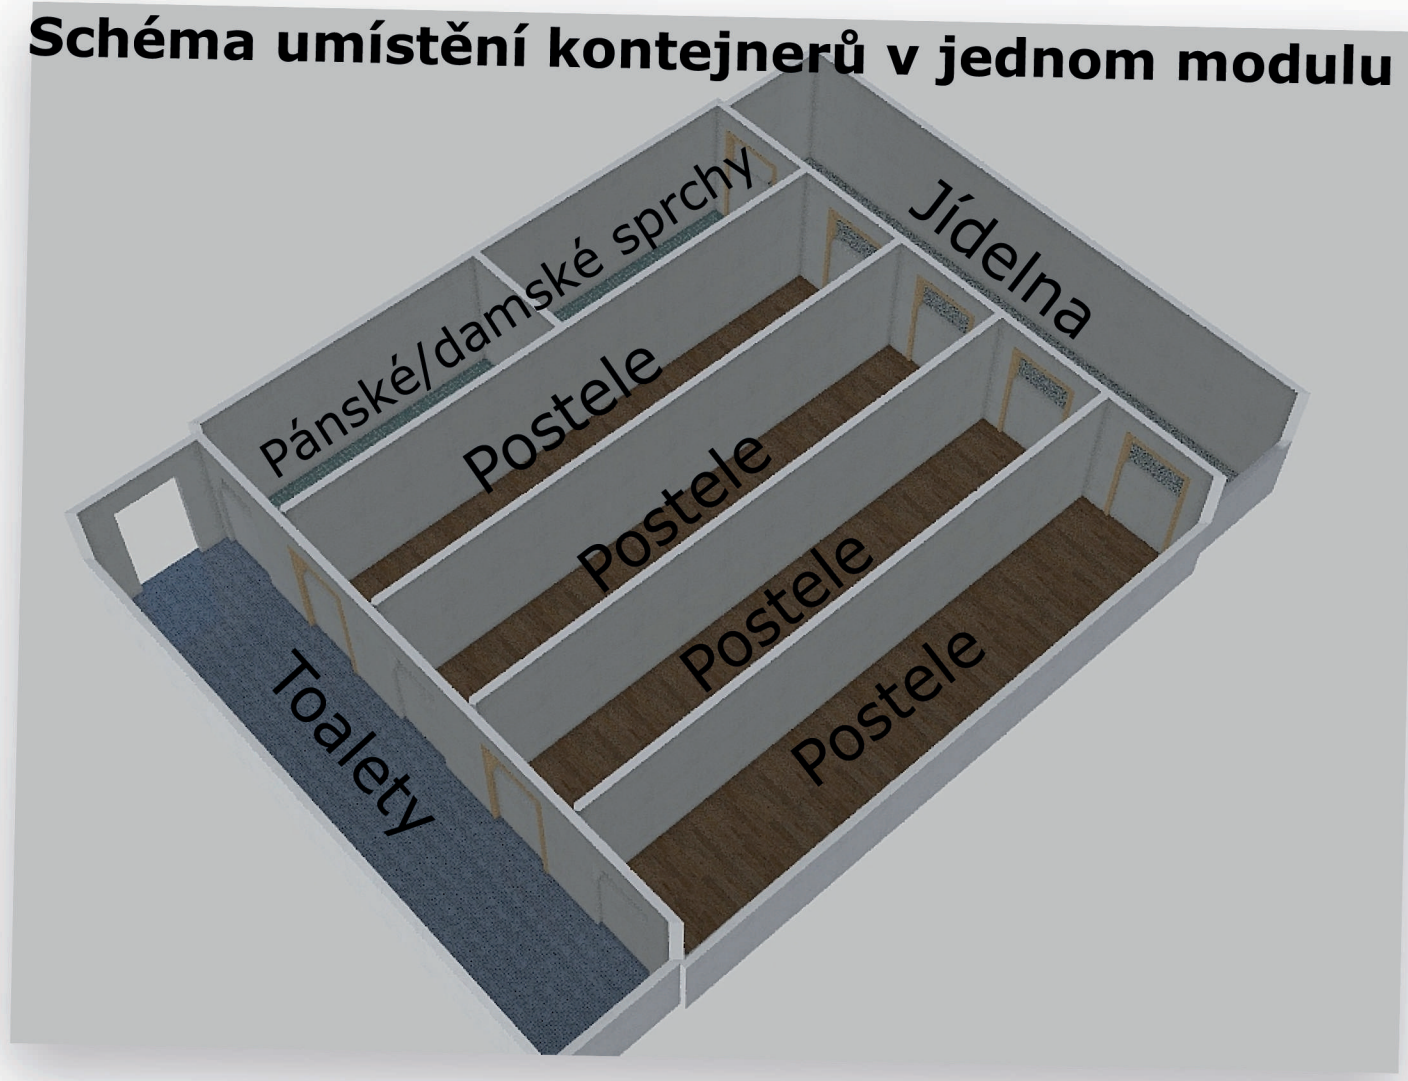 Schéma umístění kontejnerů v jednom modulu
Pánské/damské sprchy
Jídelna
Postele
Postele
Postele
Postele
Toalety